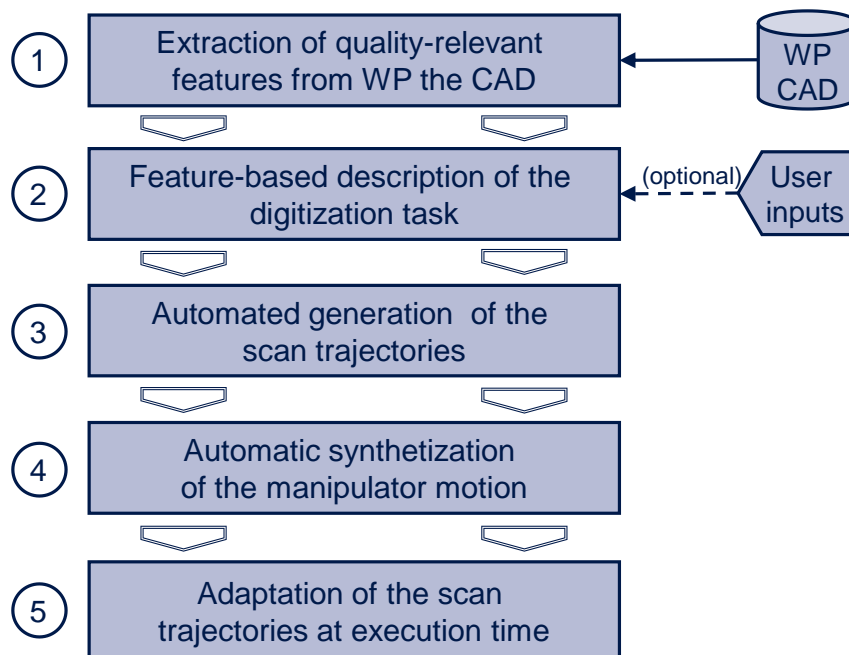 1
Extraction of quality-relevant
features from WP the CAD
WP
CAD
2
Feature-based description of the
digitization task
(optional)
User
inputs
3
Automated generation  of the
scan trajectories
4
Automatic synthetization
of the manipulator motion
5
Adaptation of the scan
trajectories at execution time